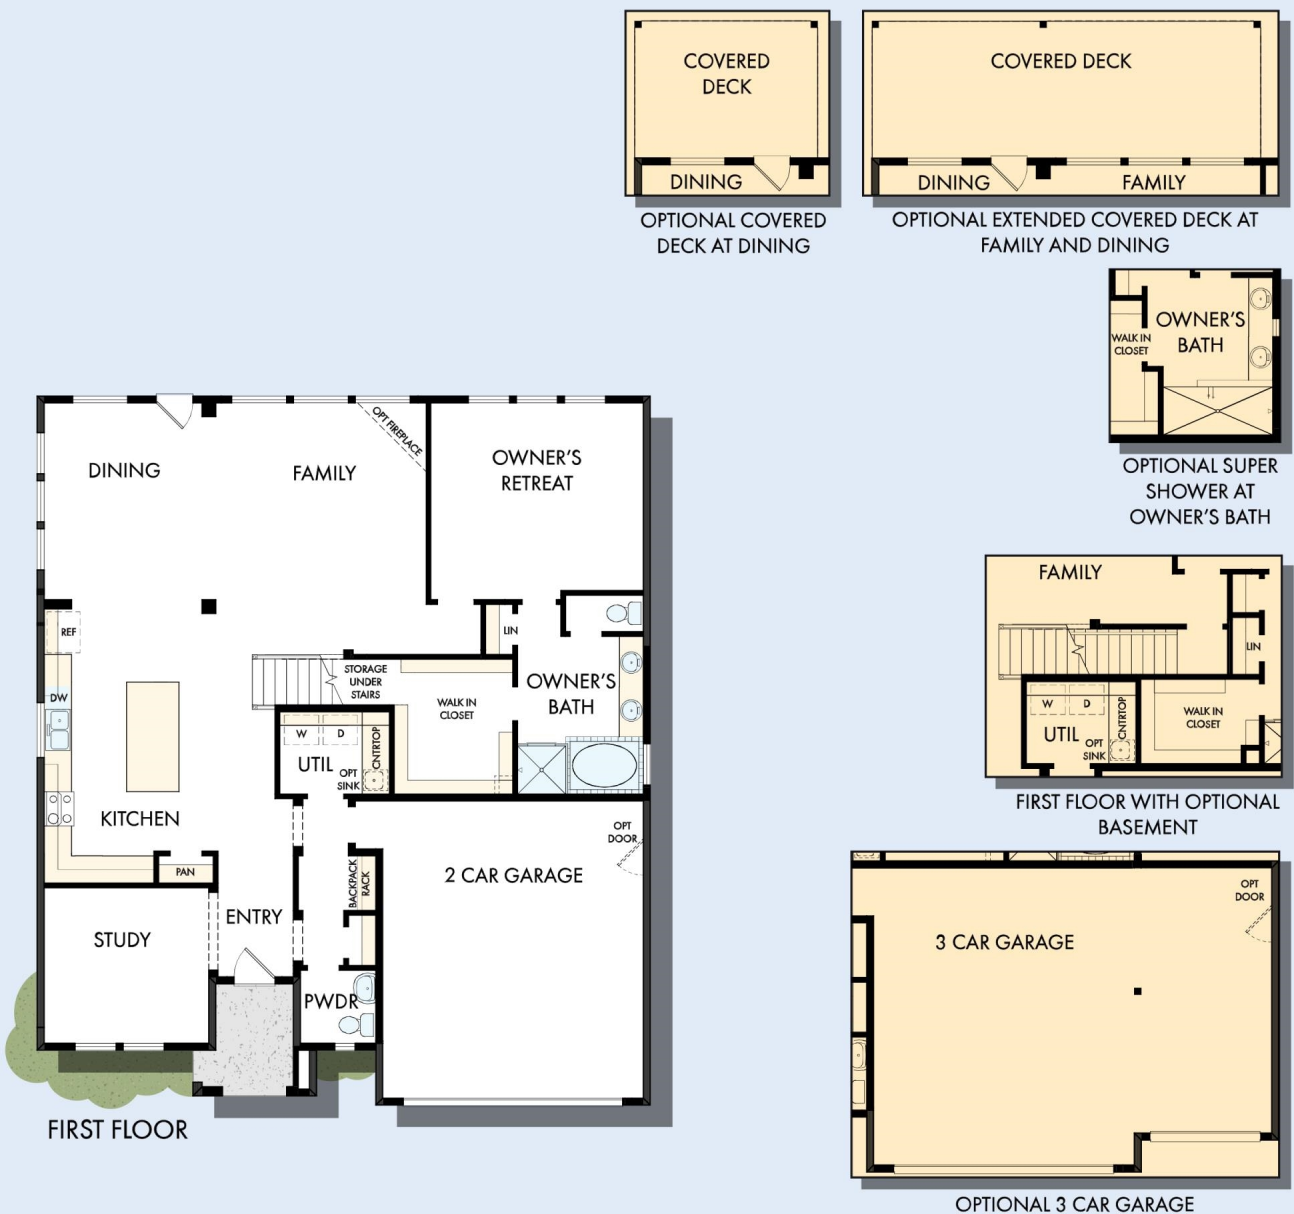 COVERED
DECK
DINING
OPTIONAL COVERED
DECK AT DINING
COVERED DECK
DINING
FAMILY
OPTIONAL EXTENDED COVERED DECK AT
FAMILY AND DINING
OWNER'S
BATH
WALK IN
CLOSET
OPTIONAL SUPER
SHOWER AT
OWNER'S BATH
DINING
FAMILY
OPT FIREPLACE
OWNER'S
RETREAT
REF
LIN
STORAGE
UNDER
STAIRS
WALK IN
CLOSET
OWNER'S
BATH
DW
W
D
CNTRTOP
UTIL
OPT
SINK
KITCHEN
PAN
BACKPACK
RACK
OPT
DOOR
2 CAR GARAGE
ENTRY
STUDY
PWDR
FIRST FLOOR
FAMILY
LIN
W
D
CNTRTOP
UTIL
OPT
SINK
WALK IN
CLOSET
FIRST FLOOR WITH OPTIONAL
BASEMENT
OPT
DOOR
3 CAR GARAGE
OPTIONAL 3 CAR GARAGE